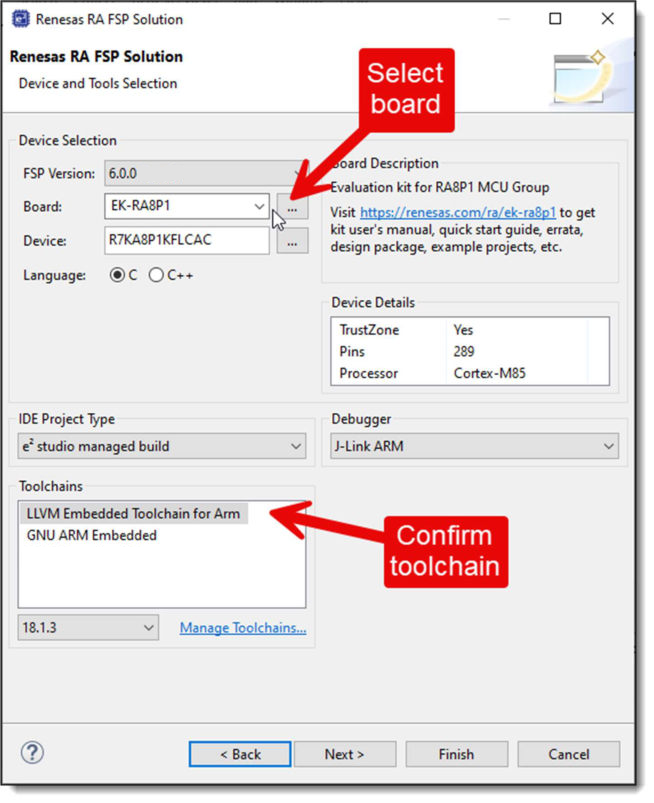 Renesas RA FSP Solution
Renesas RA FSP Solution
Device and Tools Selection
Select
board
Device Selection
FSP Version:
6.0.0
Board:
EK-RA8P1
...
Device:
R7KA8P1KFLCAC
...
Language:
C
C++
Board Description
Evaluation kit for RA8P1 MCU Group
Visit https://renesas.com/ra/ek-ra8p1 to get
kit user's manual, quick start guide, errata,
design package, example projects, etc.
Device Details
TrustZone Yes
Pins 289
Processor Cortex-M85
IDE Project Type
e² studio managed build
Debugger
J-Link ARM
Toolchains
LLVM Embedded Toolchain for Arm
GNU ARM Embedded
Confirm
toolchain
18.1.3
Manage Toolchains...
?
< Back
Next >
Finish
Cancel